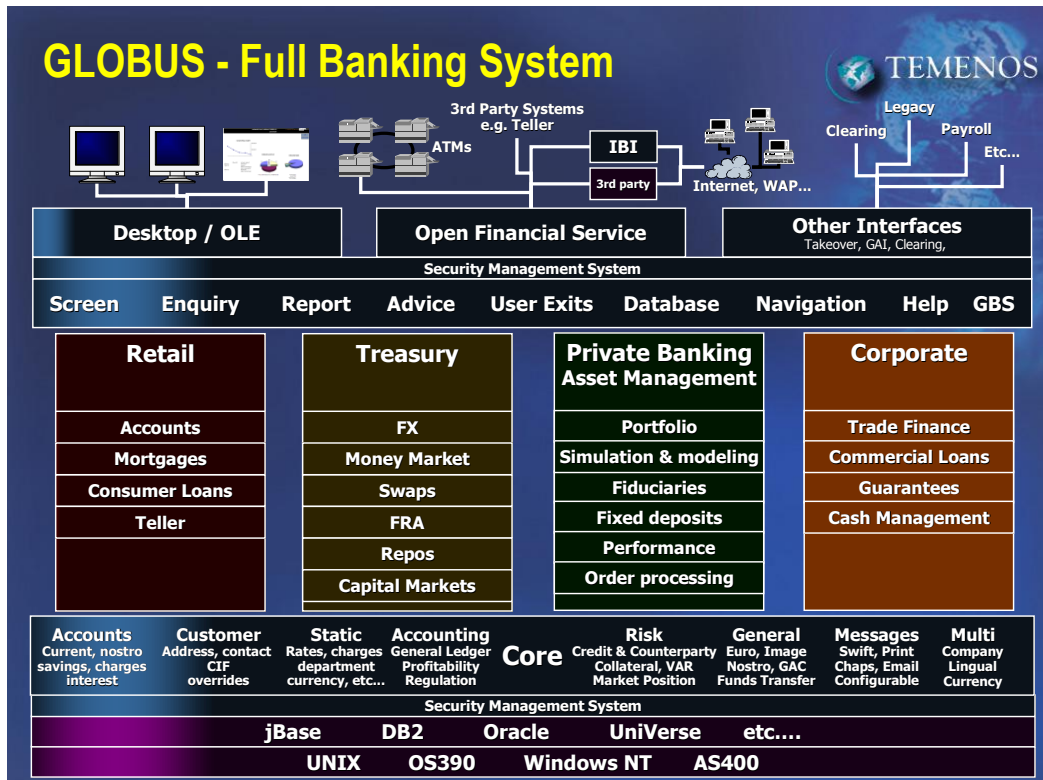 GLOBUS - Full Banking System
TEMENOS
3rd Party Systems
e.g. Teller
ATMs
IBI
3rd party
Internet, WAP...
Legacy
Clearing
Payroll
Etc...
Desktop / OLE
Open Financial Service
Other Interfaces
Takeover, GAI, Clearing,
Security Management System
Screen Enquiry Report Advice User Exits Database Navigation Help GBS
Retail
Accounts
Mortgages
Consumer Loans
Teller
Treasury
FX
Money Market
Swaps
FRA
Repos
Capital Markets
Private Banking
Asset Management
Portfolio
Simulation & modeling
Fiduciaries
Fixed deposits
Performance
Order processing
Corporate
Trade Finance
Commercial Loans
Guarantees
Cash Management
Accounts
Current, nostro
savings, charges
interest
Customer
Address, contact
CIF
overrides
Static
Rates, charges
department
currency, etc...
Accounting
General Ledger
Profitability
Regulation
Core
Risk
Credit & Counterparty
Collateral, VAR
Market Position
General
Euro, Image
Nostro, GAC
Funds Transfer
Messages
Swift, Print
Chaps, Email
Configurable
Multi
Company
Lingual
Currency
Security Management System
jBase DB2 Oracle UniVerse etc....
UNIX OS390 Windows NT AS400